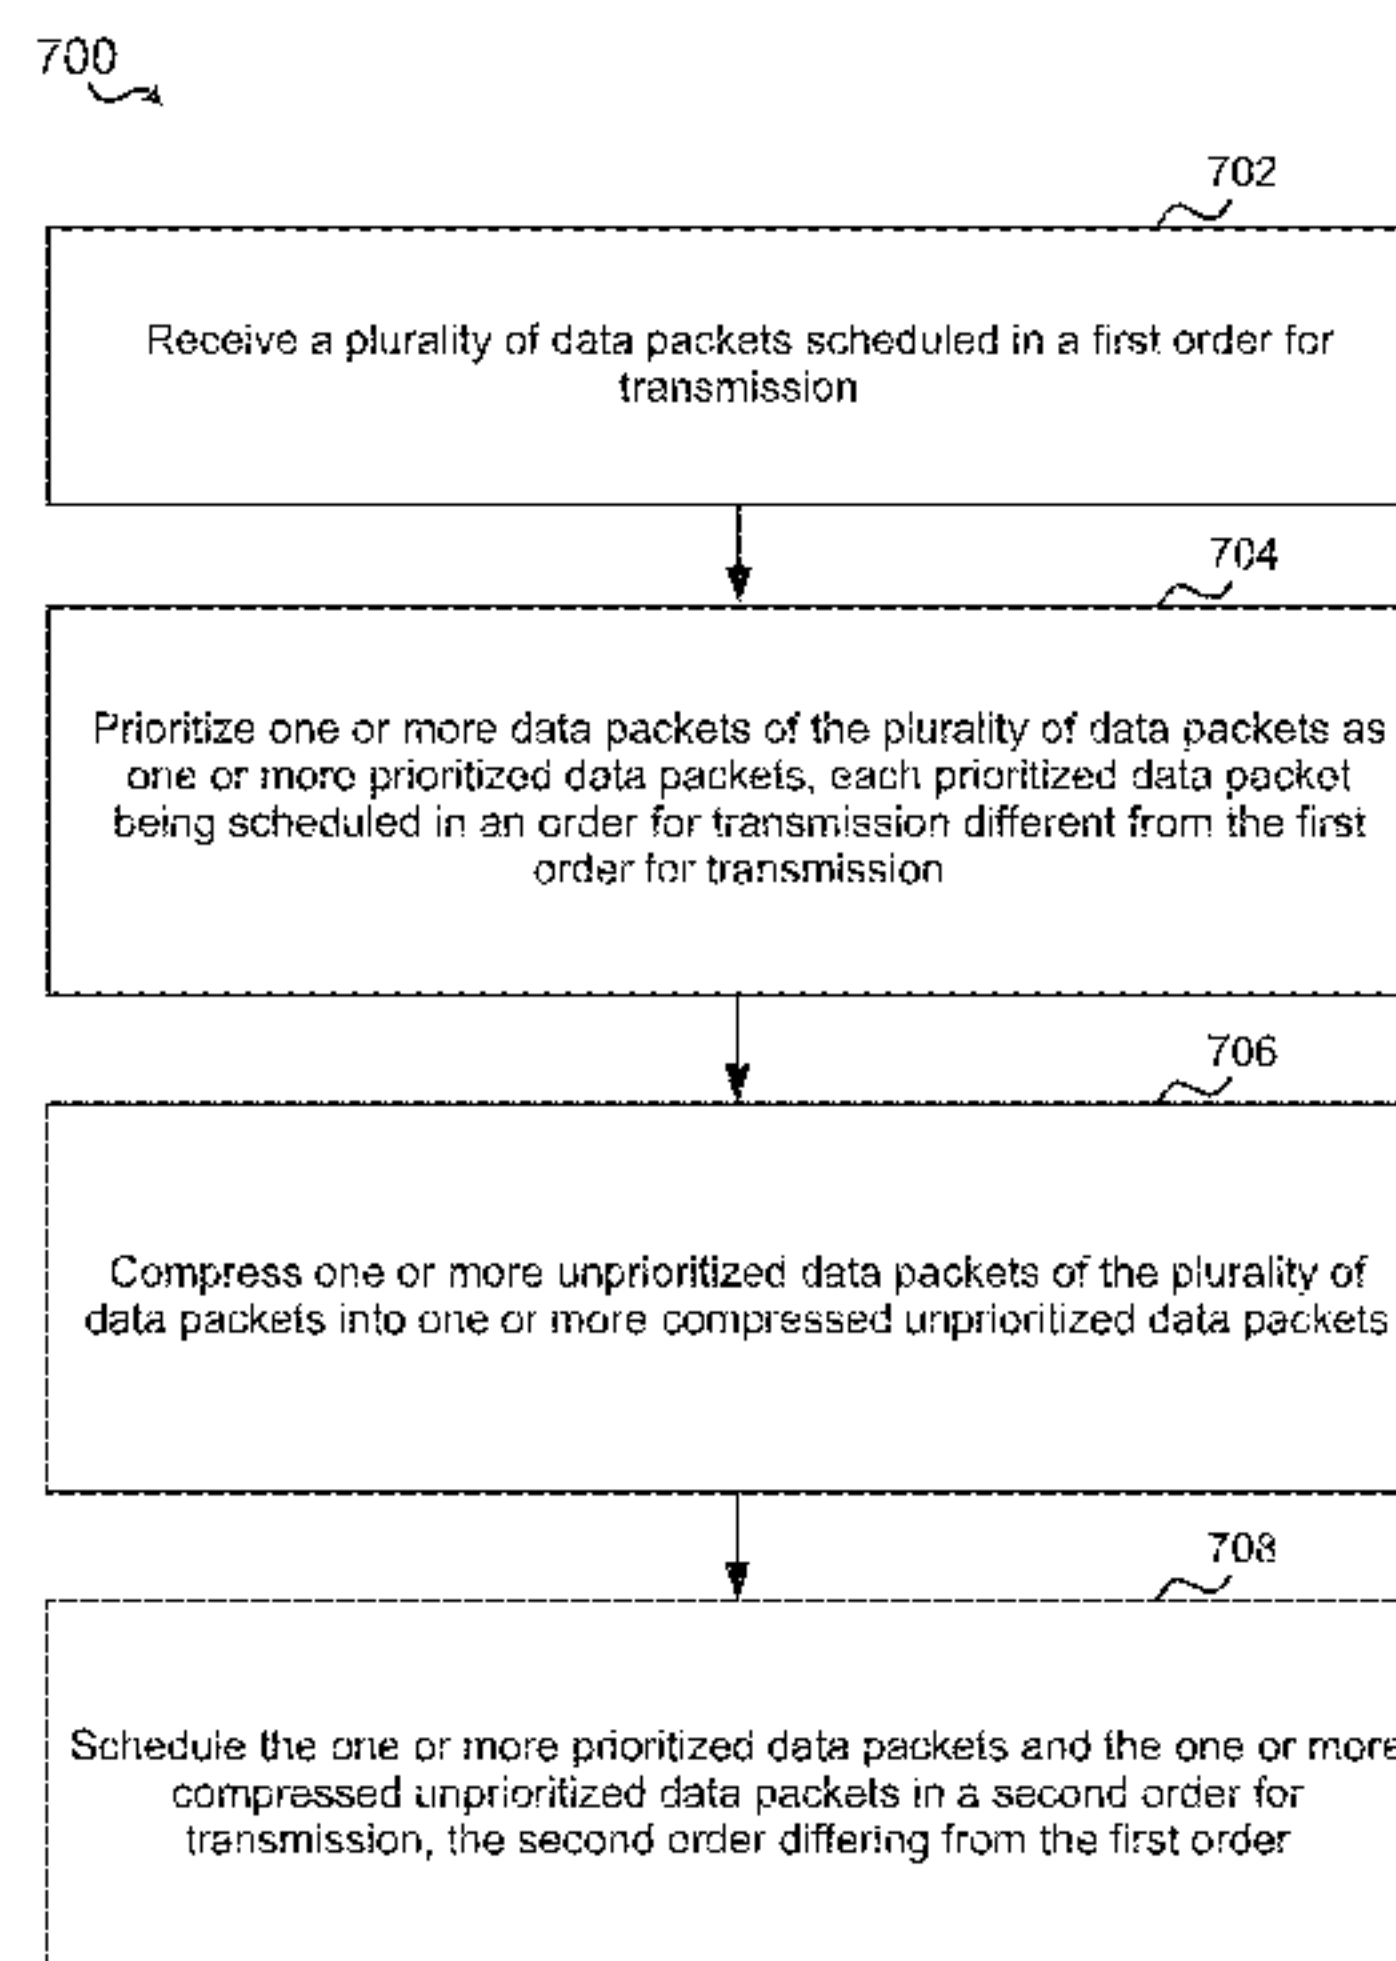 700
702
Receive a plurality of data packets scheduled in a first order for
transmission
704
Prioritize one or more data packets of the plurality of data packets as
one or more prioritized data packets, each prioritized data packet
being scheduled in an order for transmission different from the first
order for transmission
706
Compress one or more unprioritized data packets of the plurality of
data packets into one or more compressed unprioritized data packets
708
Schedule the one or more prioritized data packets and the one or more
compressed unprioritized data packets in a second order for
transmission, the second order differing from the first order